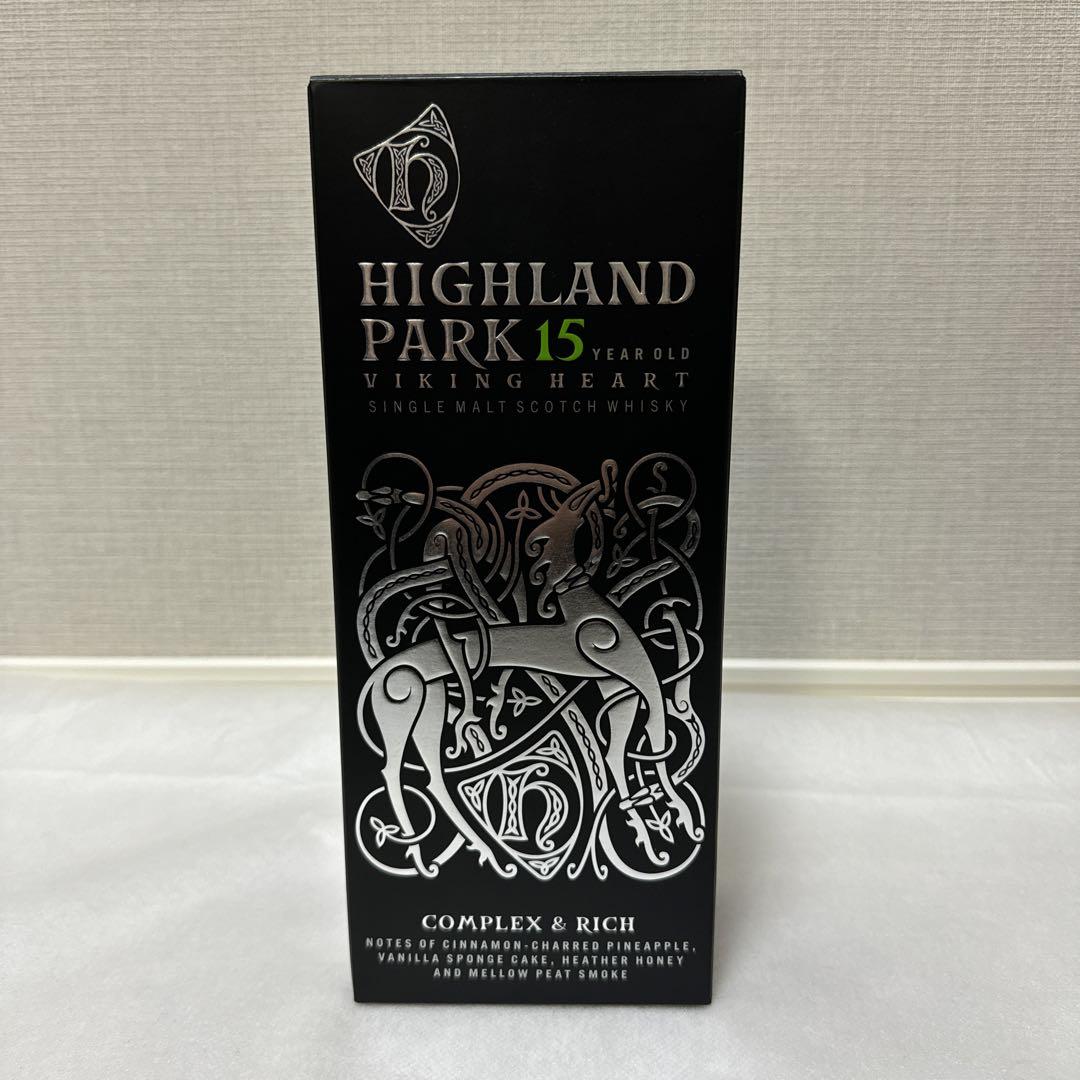 h
HIGHLAND
PARK 15 YEAR OLD
VIKING HEART
SINGLE MALT SCOTCH WHISKY
h
COMPLEX & RICH
NOTES OF CINNAMON-CHARRED PINEAPPLE,
VANILLA SPONGE CAKE, HEATHER HONEY
AND MELLOW PEAT SMOKE